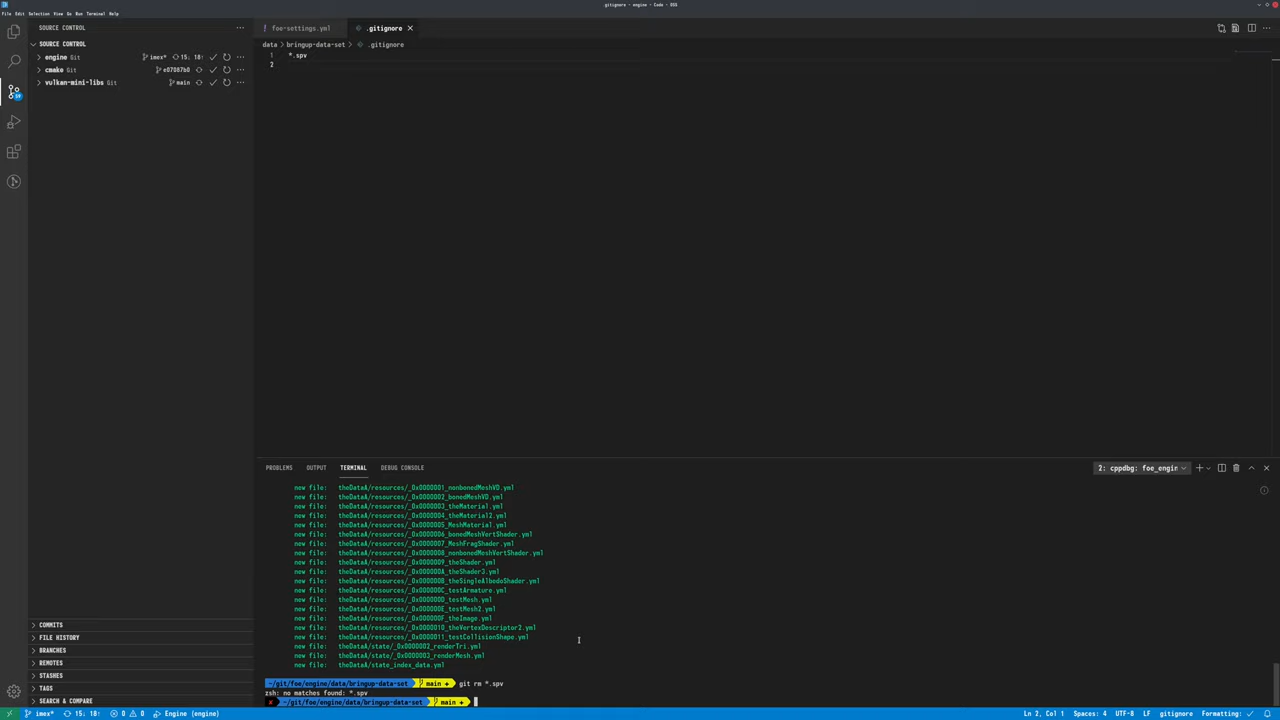 .gitignore - engine - Code - OSS
File Edit Selection View Go Run Terminal Help
SOURCE CONTROL
foo-settings.yml
.gitignore
SOURCE CONTROL
engine Git
imex* 15↓ 18↑
cmake Git
e07087b0
vulkan-mini-libs Git
main
59
data > bringup-data-set > .gitignore
1 *.spv
2
PROBLEMS OUTPUT TERMINAL DEBUG CONSOLE
2: cppdbg: foe_engin
new file: theDataA/resources/_0x0000001_nonbonedMeshVD.yml
new file: theDataA/resources/_0x0000002_bonedMeshVD.yml
new file: theDataA/resources/_0x0000003_theMaterial.yml
new file: theDataA/resources/_0x0000004_theMaterial2.yml
new file: theDataA/resources/_0x0000005_MeshMaterial.yml
new file: theDataA/resources/_0x0000006_bonedMeshVertShader.yml
new file: theDataA/resources/_0x0000007_MeshFragShader.yml
new file: theDataA/resources/_0x0000008_nonbonedMeshVertShader.yml
new file: theDataA/resources/_0x0000009_theShader.yml
new file: theDataA/resources/_0x000000A_theShader3.yml
new file: theDataA/resources/_0x000000B_theSingleAlbedoShader.yml
new file: theDataA/resources/_0x000000C_testArmature.yml
new file: theDataA/resources/_0x000000D_testMesh.yml
new file: theDataA/resources/_0x000000E_testMesh2.yml
new file: theDataA/resources/_0x000000F_theImage.yml
new file: theDataA/resources/_0x0000010_theVertexDescriptor2.yml
new file: theDataA/resources/_0x0000011_testCollisionShape.yml
new file: theDataA/state/_0x0000002_renderTri.yml
new file: theDataA/state/_0x0000003_renderMesh.yml
new file: theDataA/state_index_data.yml
~/git/foe/engine/data/bringup-data-set main + git rm *.spv
zsh: no matches found: *.spv
✘ ~/git/foe/engine/data/bringup-data-set main +
COMMITS
FILE HISTORY
BRANCHES
REMOTES
STASHES
TAGS
SEARCH & COMPARE
imex* 15↓ 18↑ 0 0 Engine (engine)
Ln 2, Col 1 Spaces: 4 UTF-8 LF gitignore Formatting: ✓